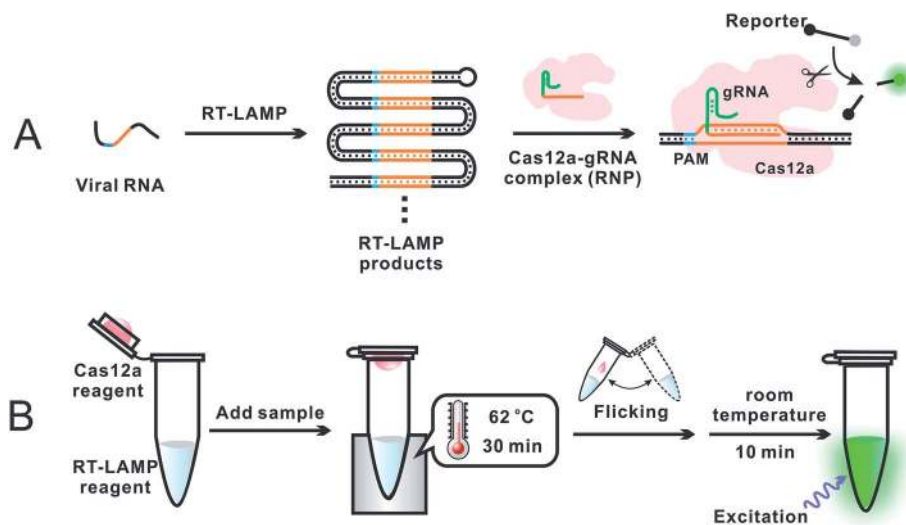 A
Viral RNA
RT-LAMP
RT-LAMP
products
Cas12a-gRNA
complex (RNP)
Reporter
gRNA
PAM
Cas12a
B
Cas12a
reagent
RT-LAMP
reagent
Add sample
62 °C
30 min
Flicking
room
temperature
10 min
Excitation